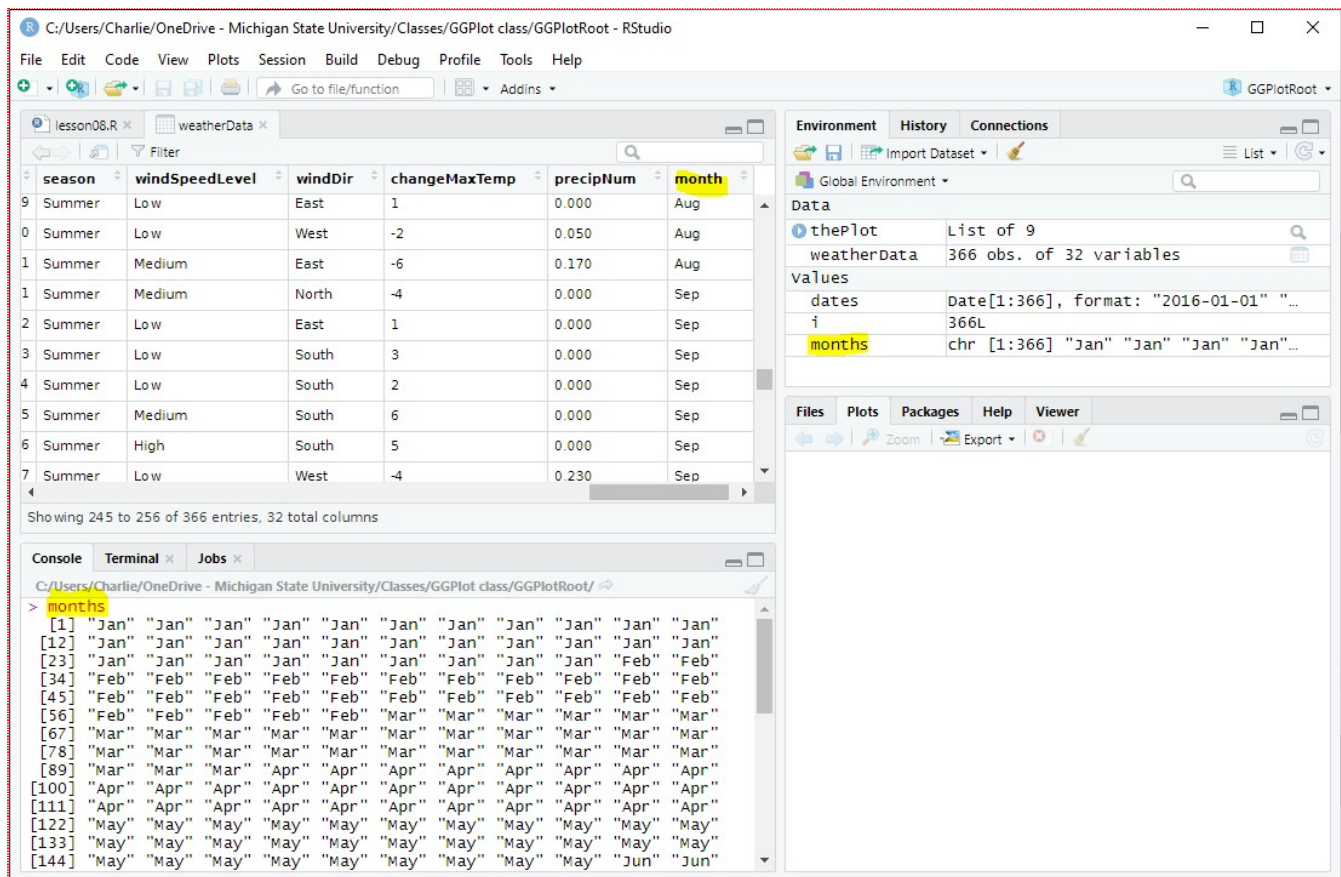 C:/Users/Charlie/OneDrive - Michigan State University/Classes/GGPlot class/GGPlotRoot - RStudio
File Edit Code View Plots Session Build Debug Profile Tools Help
Go to file/function Addins GGPlotRoot
lesson08.R weatherData
Filter
season windSpeedLevel windDir changeMaxTemp precipNum month
9 Summer Low East 1 0.000 Aug
0 Summer Low West -2 0.050 Aug
1 Summer Medium East -6 0.170 Aug
1 Summer Medium North -4 0.000 Sep
2 Summer Low East 1 0.000 Sep
3 Summer Low South 3 0.000 Sep
4 Summer Low South 2 0.000 Sep
5 Summer Medium South 6 0.000 Sep
6 Summer High South 5 0.000 Sep
7 Summer Low West -4 0.230 Sep
Showing 245 to 256 of 366 entries, 32 total columns
Console Terminal Jobs
C:/Users/Charlie/OneDrive - Michigan State University/Classes/GGPlot class/GGPlotRoot/
> months
[1] "Jan" "Jan" "Jan" "Jan" "Jan" "Jan" "Jan" "Jan" "Jan" "Jan" "Jan"
[12] "Jan" "Jan" "Jan" "Jan" "Jan" "Jan" "Jan" "Jan" "Jan" "Jan" "Jan"
[23] "Jan" "Jan" "Jan" "Jan" "Jan" "Jan" "Jan" "Jan" "Jan" "Feb" "Feb"
[34] "Feb" "Feb" "Feb" "Feb" "Feb" "Feb" "Feb" "Feb" "Feb" "Feb" "Feb"
[45] "Feb" "Feb" "Feb" "Feb" "Feb" "Feb" "Feb" "Feb" "Feb" "Feb" "Feb"
[56] "Feb" "Feb" "Feb" "Feb" "Feb" "Mar" "Mar" "Mar" "Mar" "Mar" "Mar"
[67] "Mar" "Mar" "Mar" "Mar" "Mar" "Mar" "Mar" "Mar" "Mar" "Mar" "Mar"
[78] "Mar" "Mar" "Mar" "Mar" "Mar" "Mar" "Mar" "Mar" "Mar" "Mar" "Mar"
[89] "Mar" "Mar" "Mar" "Apr" "Apr" "Apr" "Apr" "Apr" "Apr" "Apr" "Apr"
[100] "Apr" "Apr" "Apr" "Apr" "Apr" "Apr" "Apr" "Apr" "Apr" "Apr" "Apr"
[111] "Apr" "Apr" "Apr" "Apr" "Apr" "Apr" "Apr" "Apr" "Apr" "Apr" "Apr"
[122] "May" "May" "May" "May" "May" "May" "May" "May" "May" "May" "May"
[133] "May" "May" "May" "May" "May" "May" "May" "May" "May" "May" "May"
[144] "May" "May" "May" "May" "May" "May" "May" "May" "May" "Jun" "Jun"
Environment History Connections
Import Dataset List
Global Environment
Data
thePlot List of 9
weatherData 366 obs. of 32 variables
Values
dates Date[1:366], format: "2016-01-01" "…
i 366L
months chr [1:366] "Jan" "Jan" "Jan" "Jan"…
Files Plots Packages Help Viewer
Zoom Export